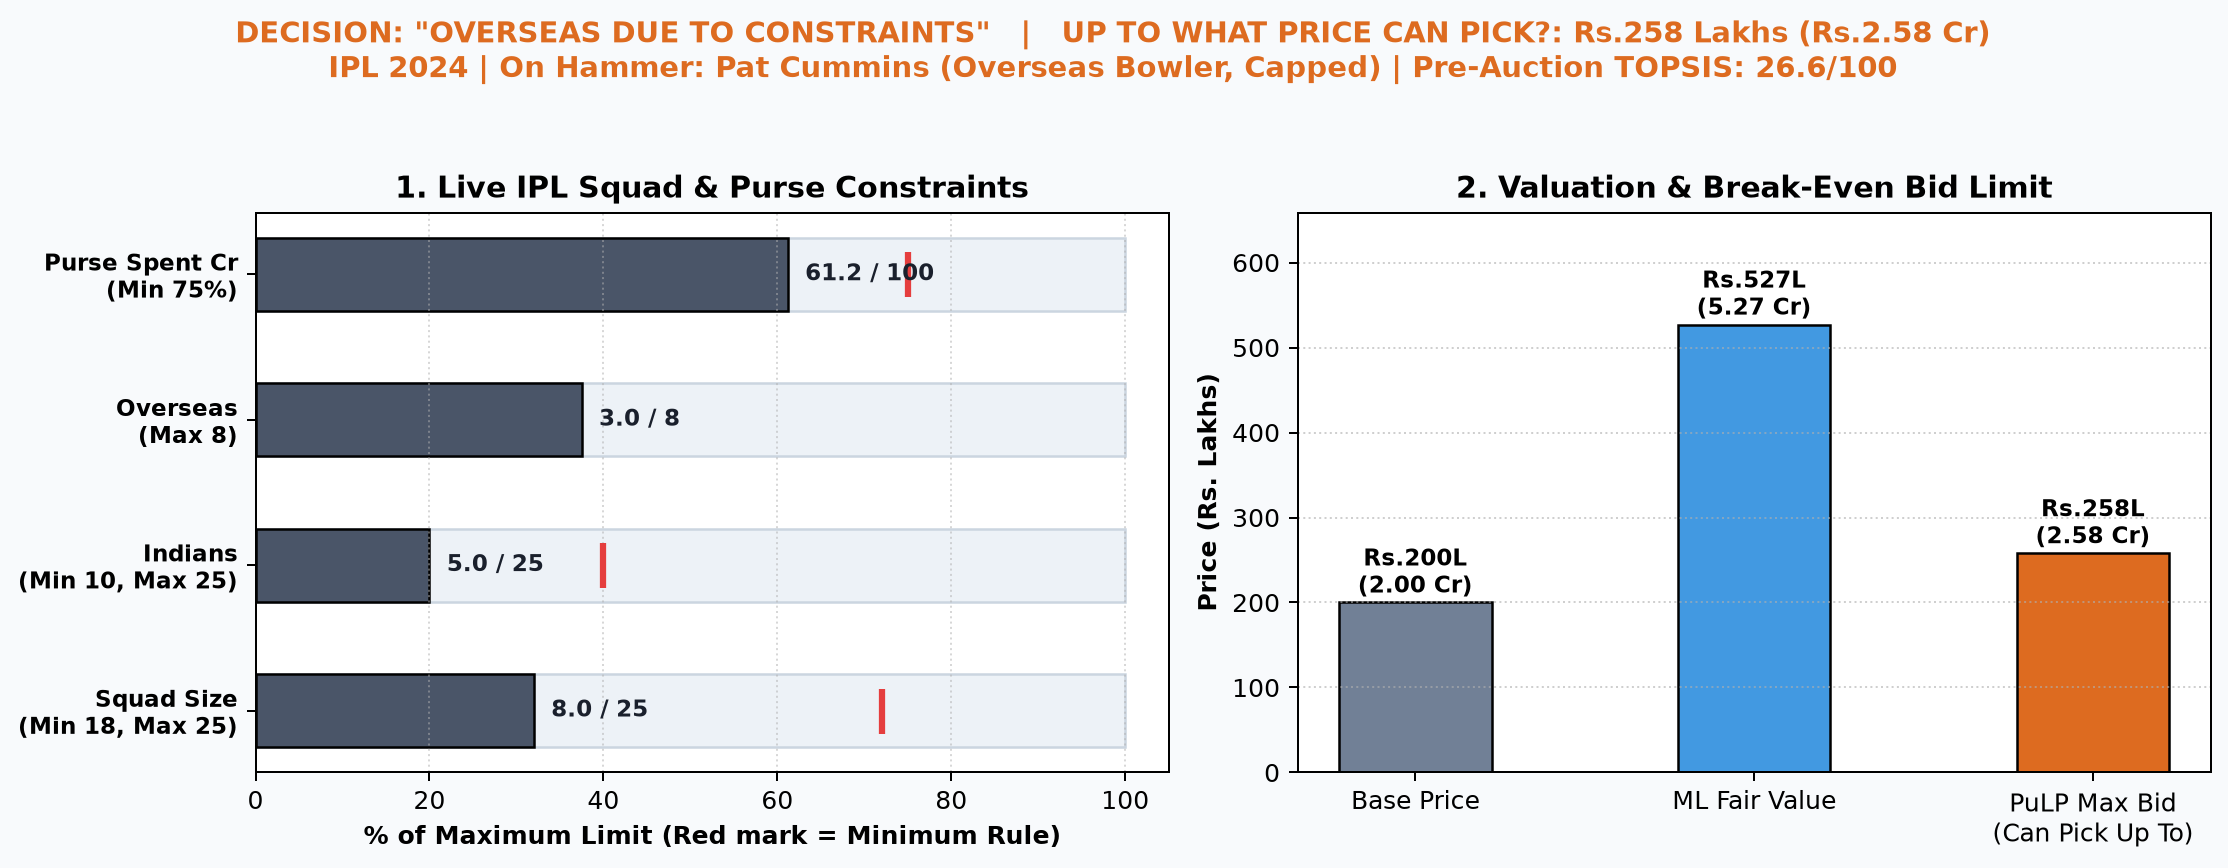 DECISION: "OVERSEAS DUE TO CONSTRAINTS"   |   UP TO WHAT PRICE CAN PICK?: Rs.258 Lakhs (Rs.2.58 Cr)
IPL 2024 | On Hammer: Pat Cummins (Overseas Bowler, Capped) | Pre-Auction TOPSIS: 26.6/100
1. Live IPL Squad & Purse Constraints
Purse Spent Cr
(Min 75%)
61.2 / 100
Overseas
(Max 8)
3.0 / 8
Indians
(Min 10, Max 25)
5.0 / 25
Squad Size
(Min 18, Max 25)
8.0 / 25
0 20 40 60 80 100
% of Maximum Limit (Red mark = Minimum Rule)
2. Valuation & Break-Even Bid Limit
Price (Rs. Lakhs)
600
500
400
300
200
100
0
Rs.200L
(2.00 Cr)
Rs.527L
(5.27 Cr)
Rs.258L
(2.58 Cr)
Base Price
ML Fair Value
PuLP Max Bid
(Can Pick Up To)